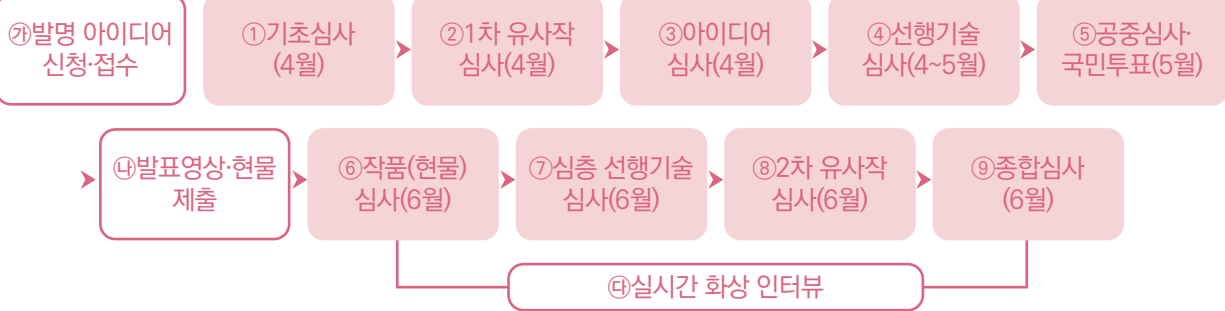 ㉮발명 아이디어
신청·접수
①기초심사
(4월)
②1차 유사작
심사(4월)
③아이디어
심사(4월)
④선행기술
심사(4~5월)
⑤공중심사·
국민투표(5월)
㉯발표영상·현물
제출
⑥작품(현물)
심사(6월)
⑦심층 선행기술
심사(6월)
⑧2차 유사작
심사(6월)
⑨종합심사
(6월)
㉰실시간 화상 인터뷰